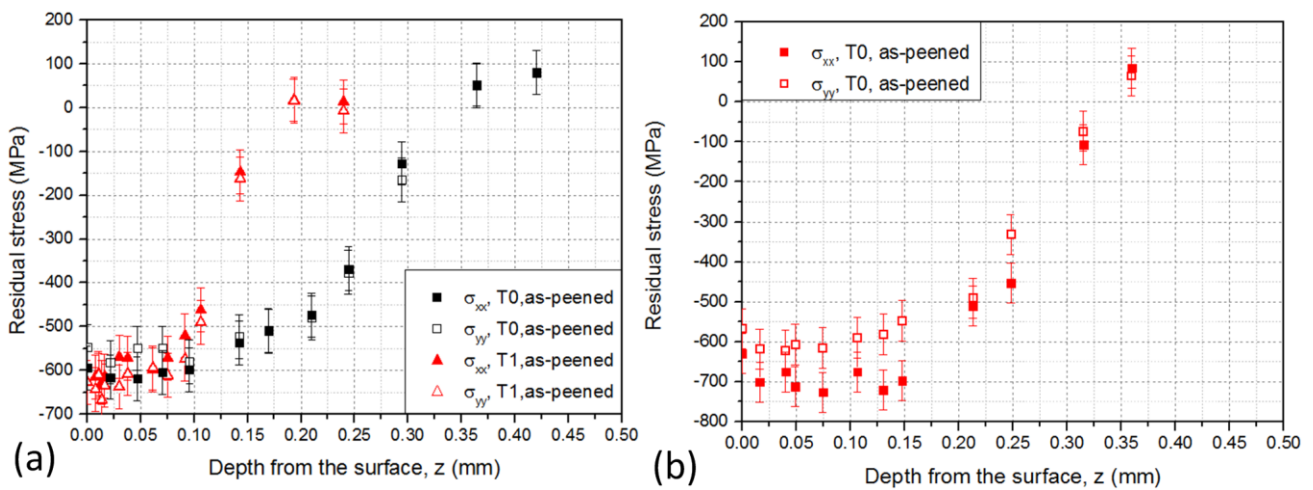 200
100
0
-100
-200
-300
-400
-500
-600
-700
Residual stress (MPa)
σxx, T0,as-peened
σyy, T0,as-peened
σxx, T1,as-peened
σyy, T1,as-peened
0.00 0.05 0.10 0.15 0.20 0.25 0.30 0.35 0.40 0.45 0.50
Depth from the surface, z (mm)
(a)
200
100
0
-100
-200
-300
-400
-500
-600
-700
-800
Residual stress (MPa)
σxx, T0, as-peened
σyy, T0, as-peened
0.00 0.05 0.10 0.15 0.20 0.25 0.30 0.35 0.40 0.45 0.50
Depth from the surface, z (mm)
(b)